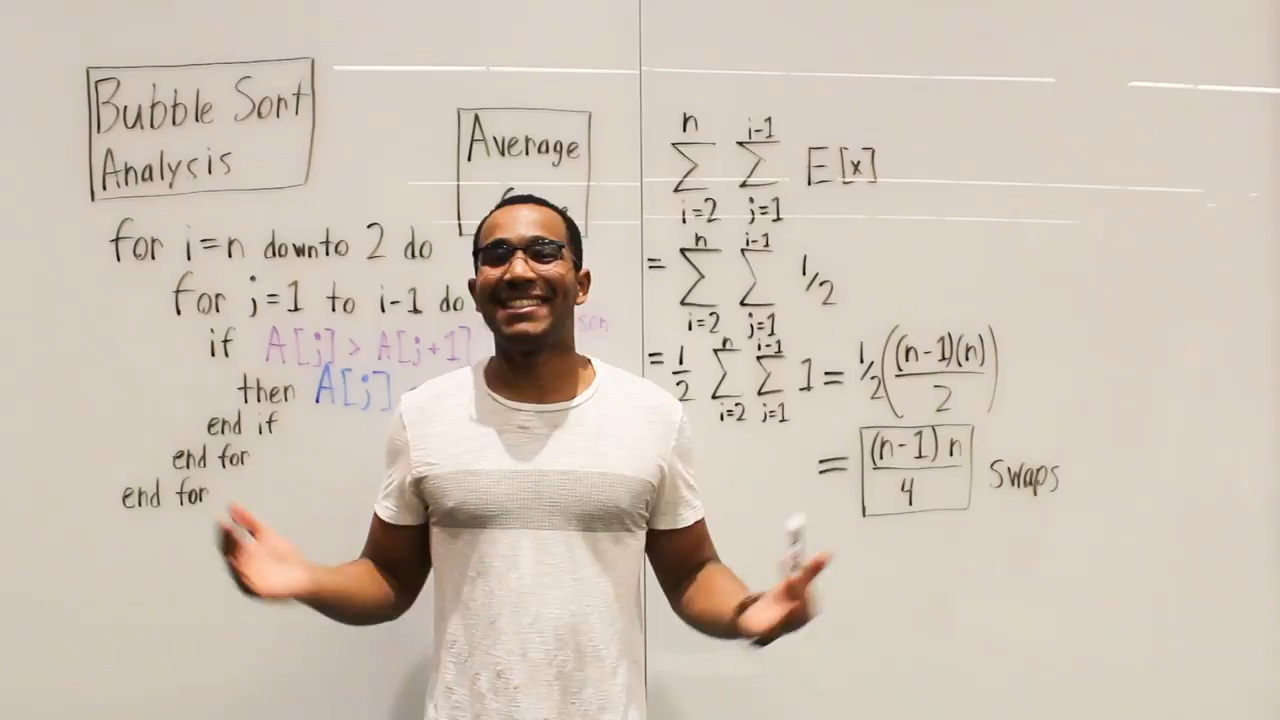 Bubble Sort
Analysis
for i=n downto 2 do
for j=1 to i-1 do
if A[j] > A[j+1]
then A[j]
end if
end for
end for
Average
n i-1
∑ ∑ E[x]
i=2 j=1
n i-1
= ∑ ∑ 1/2
i=2 j=1
n i-1
= 1/2 ∑ ∑ 1 = 1/2 ((n-1)(n)/2)
i=2 j=1
= (n-1) n / 4 swaps